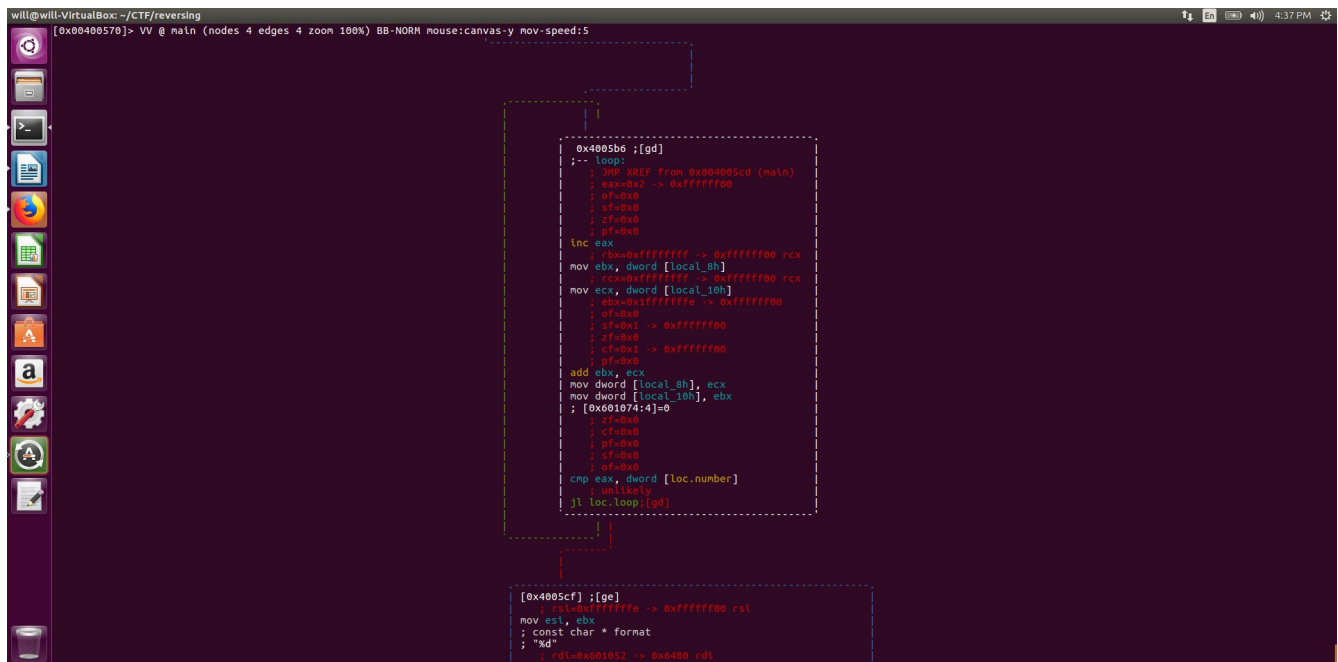 will@will-VirtualBox: ~/CTF/reversing
En
4:37 PM
[0x00400570]> VV @ main (nodes 4 edges 4 zoom 100%) BB-NORM mouse:canvas-y mov-speed:5
0x4005b6 ;[gd]
;-- loop:
; JMP XREF from 0x004005cd (main)
; eax=0x2 -> 0xffffff00
; of=0x0
; sf=0x0
; zf=0x0
; pf=0x0
inc eax
; rbx=0xffffffff -> 0xffffff00 rcx
mov ebx, dword [local_8h]
; rcx=0xffffffff -> 0xffffff00 rcx
mov ecx, dword [local_10h]
; ebx=0x1fffffffe -> 0xffffff00
; of=0x0
; sf=0x1 -> 0xffffff00
; zf=0x0
; cf=0x1 -> 0xffffff00
; pf=0x0
add ebx, ecx
mov dword [local_8h], ecx
mov dword [local_10h], ebx
; [0x601074:4]=0
; zf=0x0
; cf=0x0
; pf=0x0
; sf=0x0
; of=0x0
cmp eax, dword [loc.number]
; unlikely
jl loc.loop;[gd]
[0x4005cf] ;[ge]
; rsi=0xfffffffe -> 0xffffff00 rsi
mov esi, ebx
; const char * format
; "%d"
; rdi=0x601052 -> 0x6400 rdi